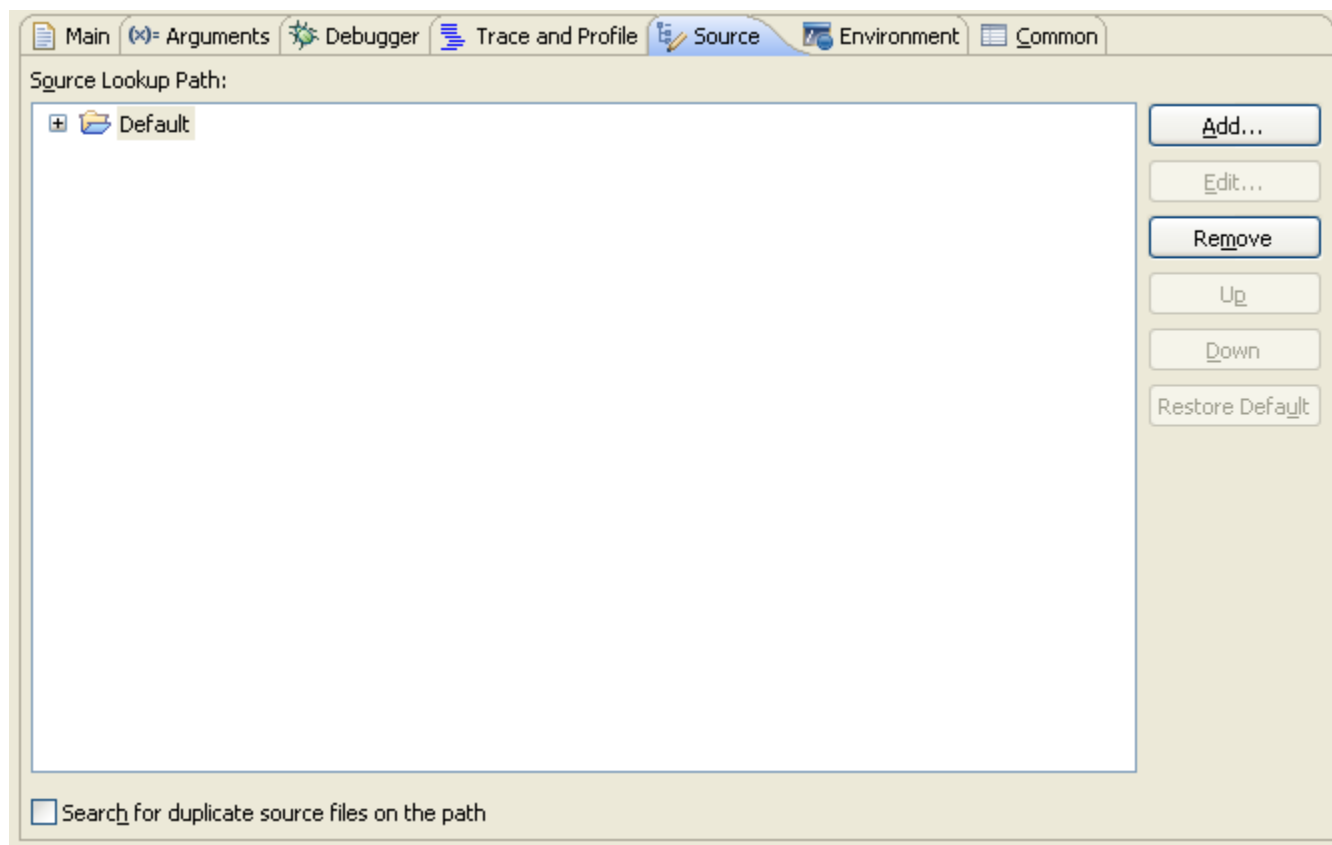 Main (x)= Arguments Debugger Trace and Profile Source Environment Common
Source Lookup Path:
Default
Add...
Edit...
Remove
Up
Down
Restore Default
Search for duplicate source files on the path